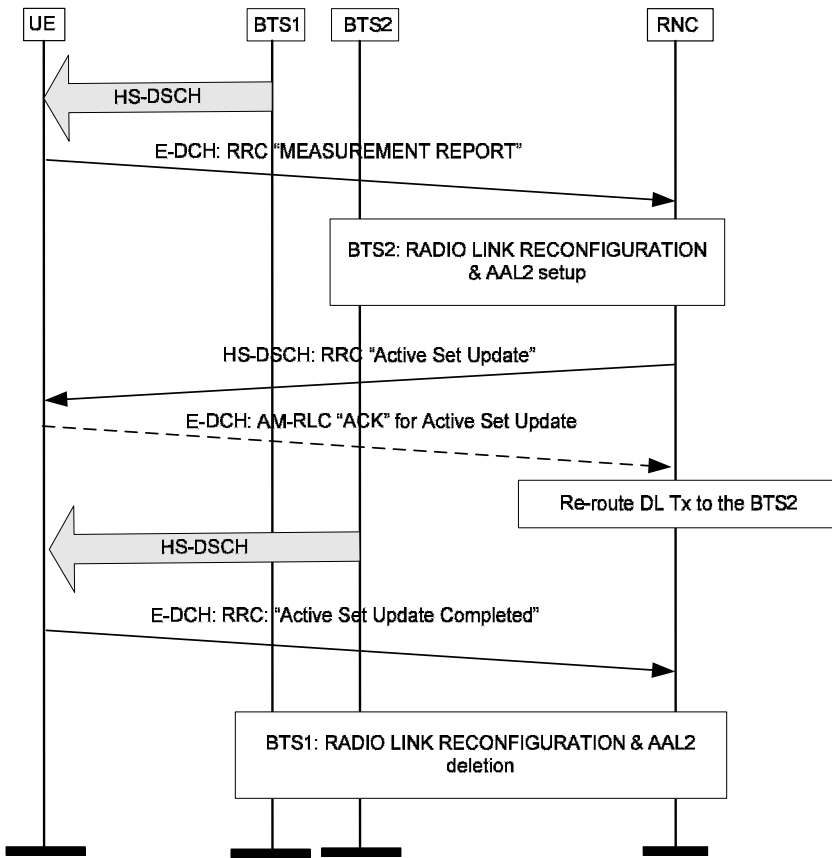 UE
BTS1
BTS2
RNC
HS-DSCH
E-DCH: RRC “MEASUREMENT REPORT”
BTS2: RADIO LINK RECONFIGURATION
& AAL2 setup
HS-DSCH: RRC “Active Set Update”
E-DCH: AM-RLC “ACK” for Active Set Update
Re-route DL Tx to the BTS2
HS-DSCH
E-DCH: RRC: “Active Set Update Completed”
BTS1: RADIO LINK RECONFIGURATION & AAL2
deletion